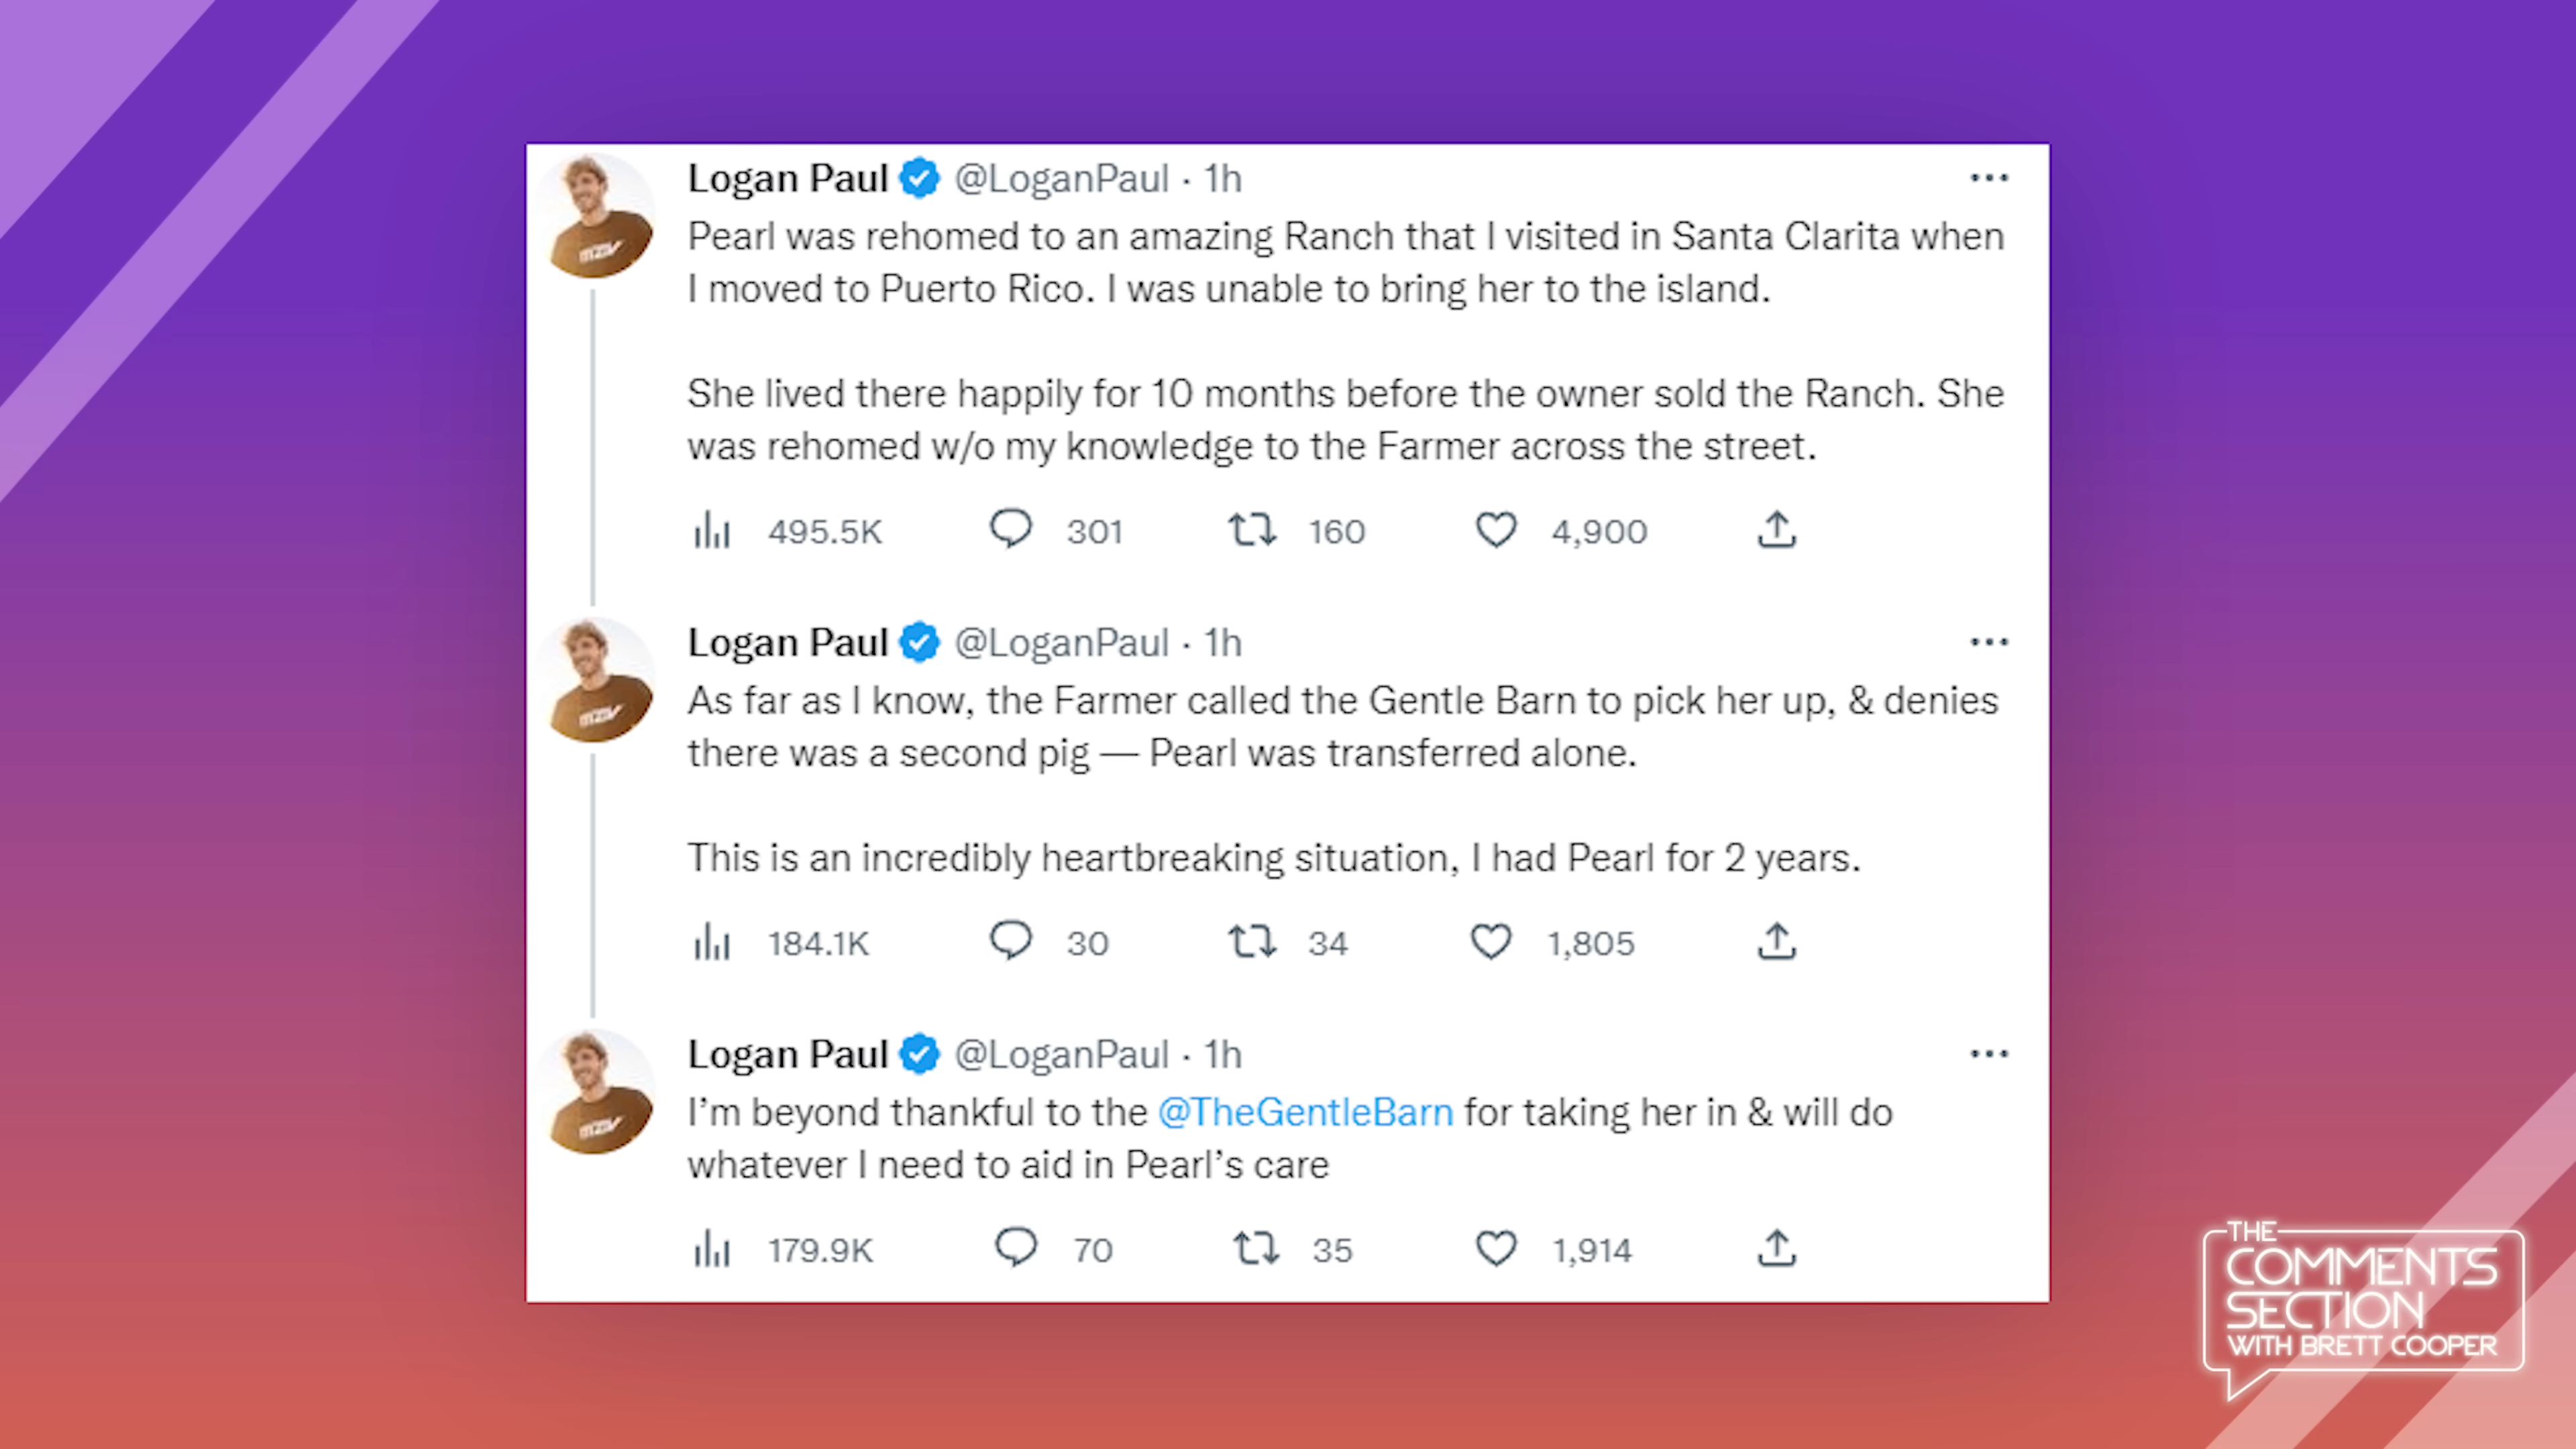 Logan Paul @LoganPaul · 1h
Pearl was rehomed to an amazing Ranch that I visited in Santa Clarita when
I moved to Puerto Rico. I was unable to bring her to the island.
She lived there happily for 10 months before the owner sold the Ranch. She
was rehomed w/o my knowledge to the Farmer across the street.
495.5K 301 160 4,900
Logan Paul @LoganPaul · 1h
As far as I know, the Farmer called the Gentle Barn to pick her up, & denies
there was a second pig — Pearl was transferred alone.
This is an incredibly heartbreaking situation, I had Pearl for 2 years.
184.1K 30 34 1,805
Logan Paul @LoganPaul · 1h
I’m beyond thankful to the @TheGentleBarn for taking her in & will do
whatever I need to aid in Pearl’s care
179.9K 70 35 1,914
THE
COMMENTS
SECTION
WITH BRETT COOPER